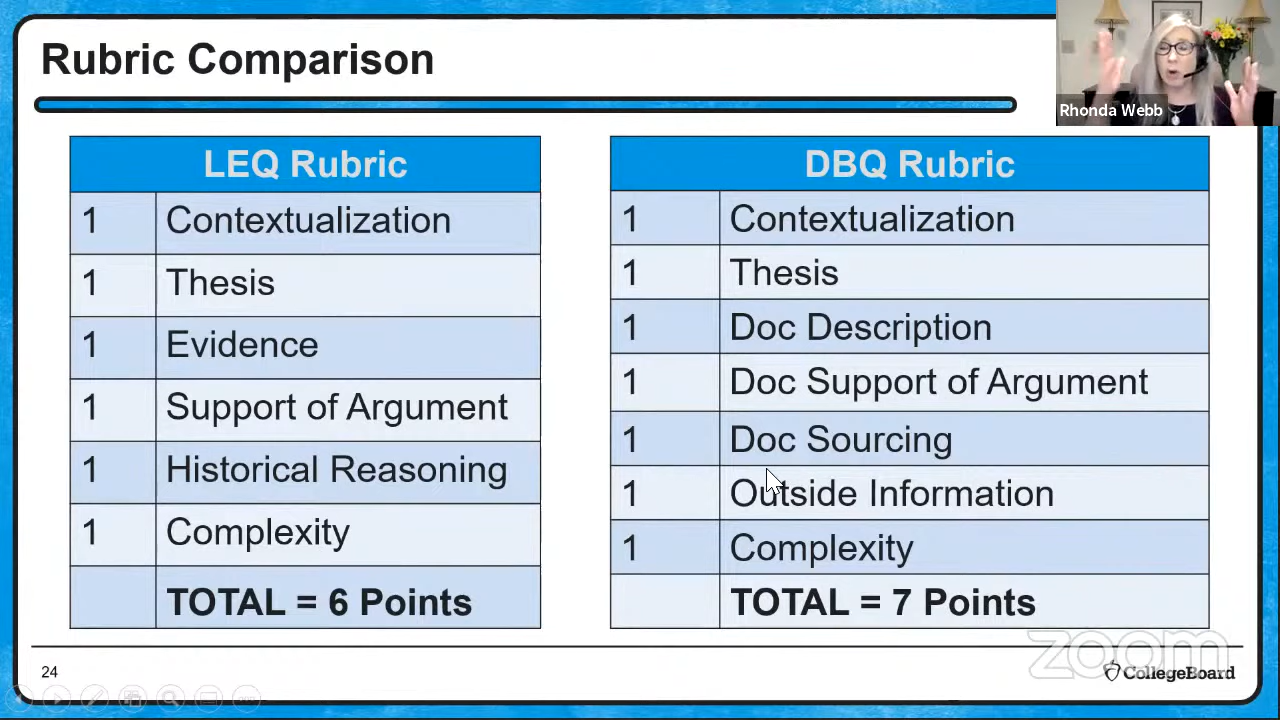 Rubric Comparison
Rhonda Webb
LEQ Rubric
1 Contextualization
1 Thesis
1 Evidence
1 Support of Argument
1 Historical Reasoning
1 Complexity
TOTAL = 6 Points
DBQ Rubric
1 Contextualization
1 Thesis
1 Doc Description
1 Doc Support of Argument
1 Doc Sourcing
1 Outside Information
1 Complexity
TOTAL = 7 Points
zoom
24
CollegeBoard